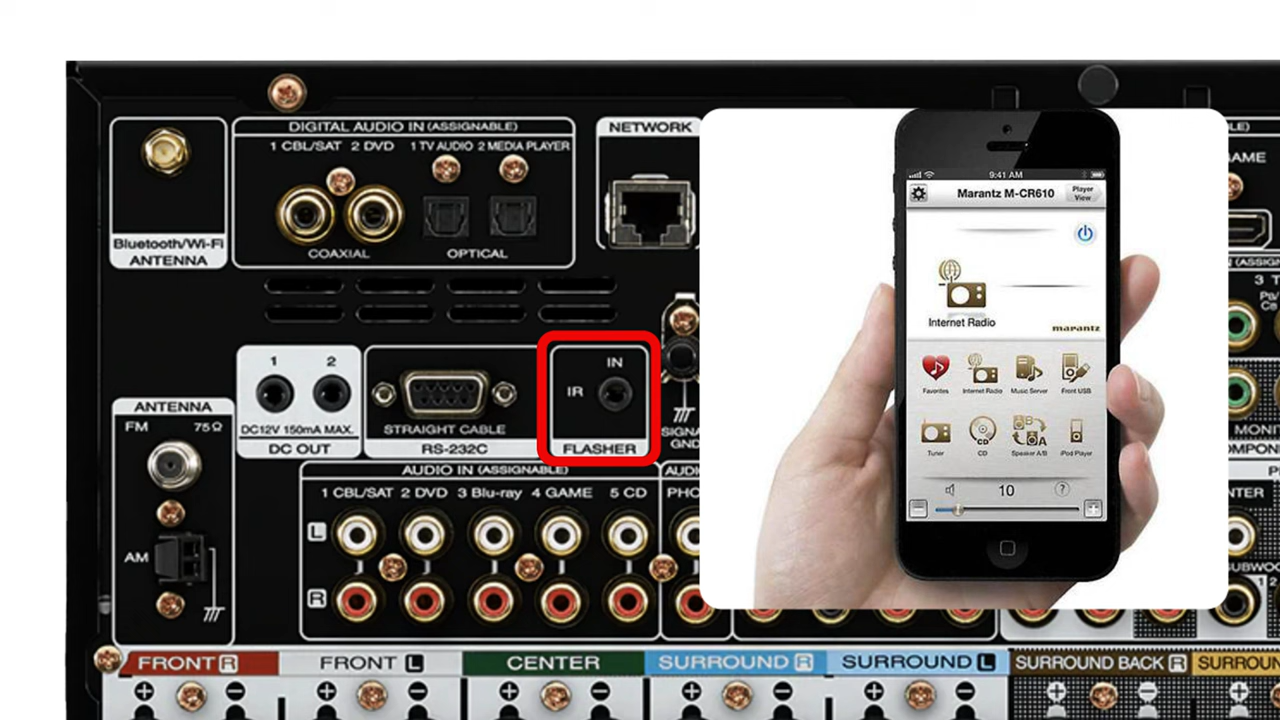 DIGITAL AUDIO IN (ASSIGNABLE)
1 CBL/SAT 2 DVD 1 TV AUDIO 2 MEDIA PLAYER
COAXIAL OPTICAL
Bluetooth/Wi-Fi
ANTENNA
NETWORK
1 2
DC12V 150mA MAX.
DC OUT
STRAIGHT CABLE
RS-232C
IN
IR
FLASHER
SIGNAL
GND
ANTENNA
FM 75Ω
AM
AUDIO IN (ASSIGNABLE)
1 CBL/SAT 2 DVD 3 Blu-ray 4 GAME 5 CD
L
R
FRONT R
FRONT L
CENTER
SURROUND R
SURROUND L
SURROUND BACK R
9:41 AM
Marantz M-CR610
Player
View
Internet Radio
marantz
Favorites Internet Radio Music Server Front USB
Tuner CD Speaker A/B iPod Player
10 ?